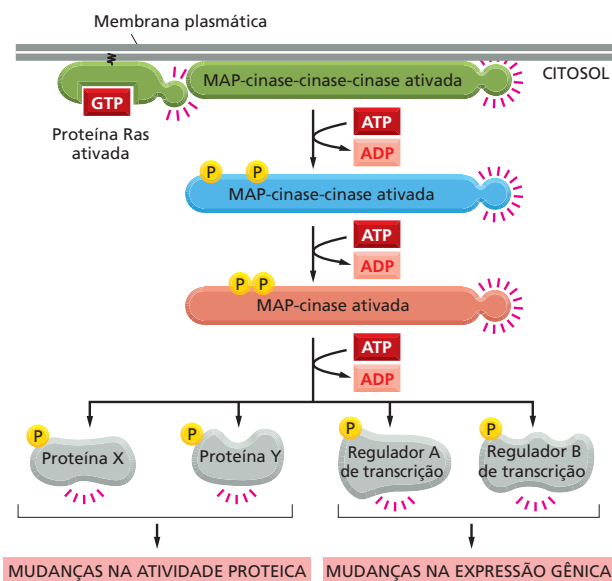 Membrana plasmática
CITOSOL
MAP-cinase-cinase-cinase ativada
GTP
Proteína Ras
ativada
ATP
ADP
P
P
MAP-cinase-cinase ativada
ATP
ADP
P
P
MAP-cinase ativada
ATP
ADP
P
Proteína X
P
Proteína Y
P
Regulador A
de transcrição
P
Regulador B
de transcrição
MUDANÇAS NA ATIVIDADE PROTEICA
MUDANÇAS NA EXPRESSÃO GÊNICA